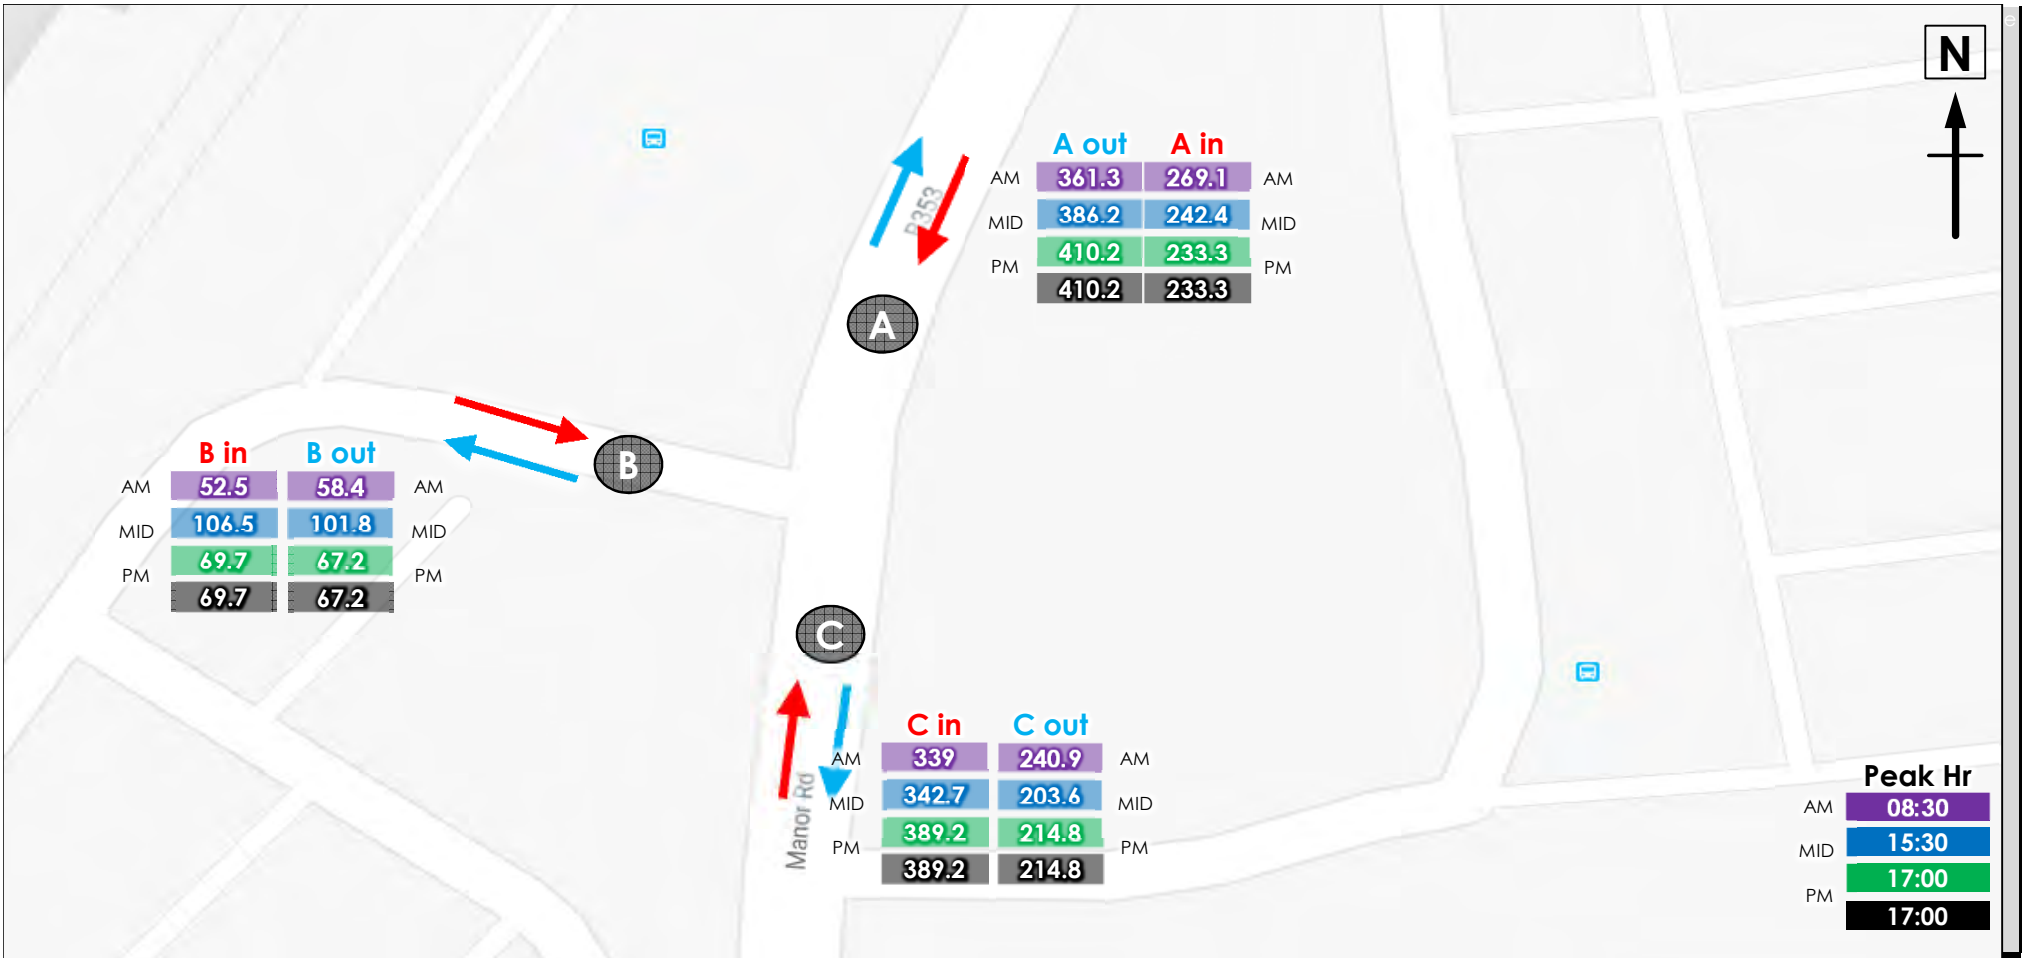 e
N
A out A in
AM 361.3 269.1 AM
MID 386.2 242.4 MID
PM 410.2 233.3 PM
410.2 233.3
B353
A
B
B in B out
AM 52.5 58.4 AM
MID 106.5 101.8 MID
PM 69.7 67.2 PM
69.7 67.2
C
C in C out
AM 339 240.9 AM
MID 342.7 203.6 MID
PM 389.2 214.8 PM
389.2 214.8
Manor Rd
Peak Hr
AM 08:30
MID 15:30
PM 17:00
17:00